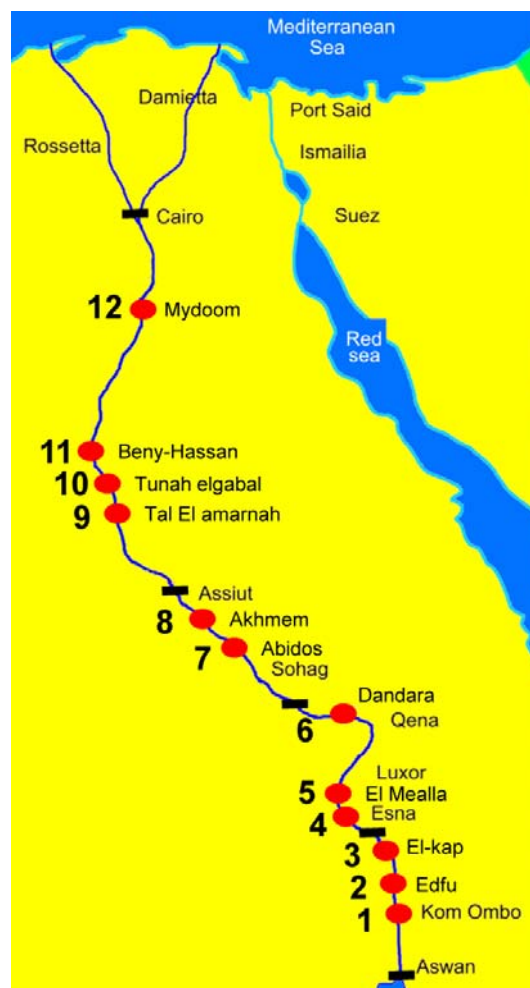 Mediterranean
Sea
Damietta
Port Said
Rossetta
Ismailia
Cairo
Suez
12 Mydoom
Red
sea
11 Beny-Hassan
10 Tunah elgabal
9 Tal El amarnah
Assiut
8 Akhmem
7 Abidos
Sohag
Dandara
6 Qena
Luxor
5 El Mealla
4 Esna
3 El-kap
2 Edfu
1 Kom Ombo
Aswan